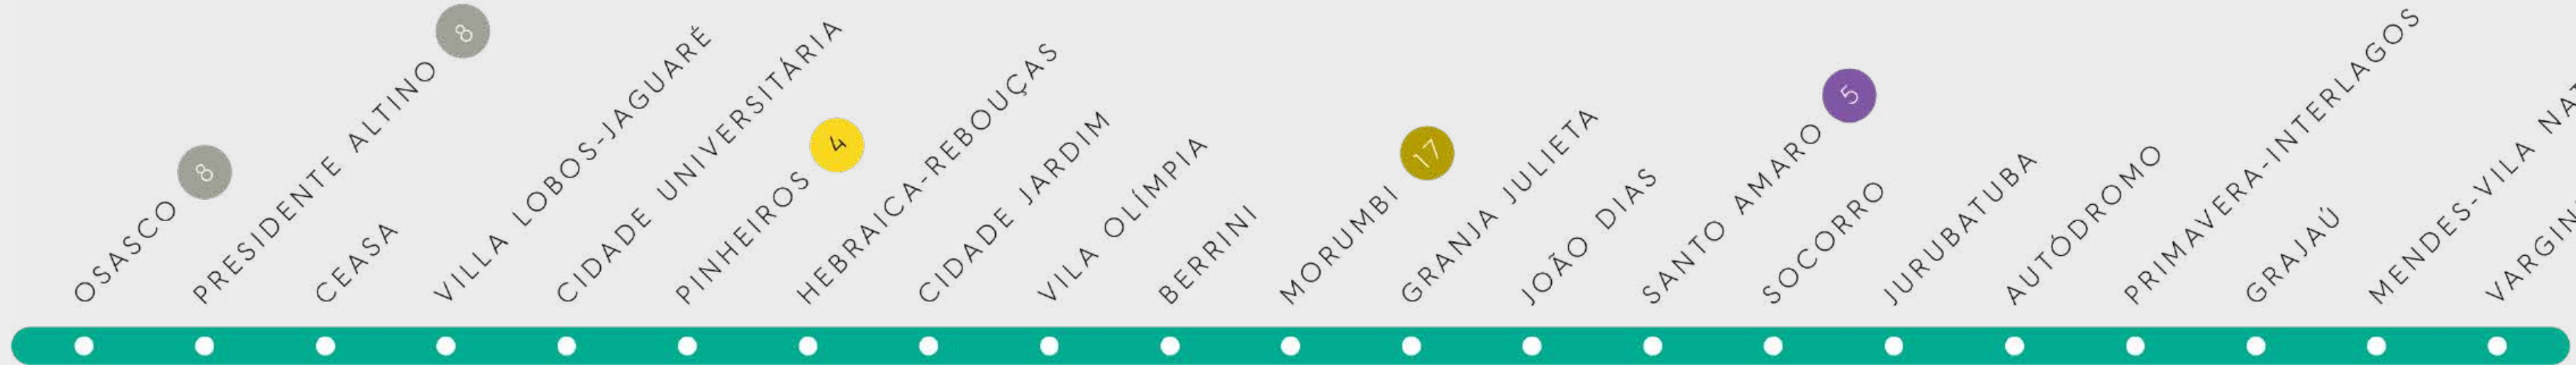 OSASCO 8
PRESIDENTE ALTINO 8
CEASA
VILLA LOBOS-JAGUARÉ
CIDADE UNIVERSITÁRIA
PINHEIROS 4
HEBRAICA-REBOUÇAS
CIDADE JARDIM
VILA OLÍMPIA
BERRINI
MORUMBI 17
GRANJA JULIETA
JOÃO DIAS
SANTO AMARO 5
SOCORRO
JURUBATUBA
AUTÓDROMO
PRIMAVERA-INTERLAGOS
GRAJAÚ
MENDES-VILA